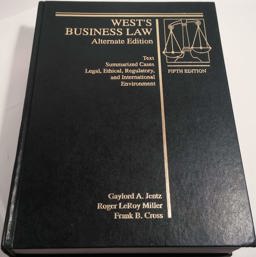 WEST'S
BUSINESS LAW
Alternate Edition
Text
Summarized Cases
Legal, Ethical, Regulatory,
and International
Environment
FIFTH EDITION
Gaylord A. Jentz
Roger LeRoy Miller
Frank B. Cross